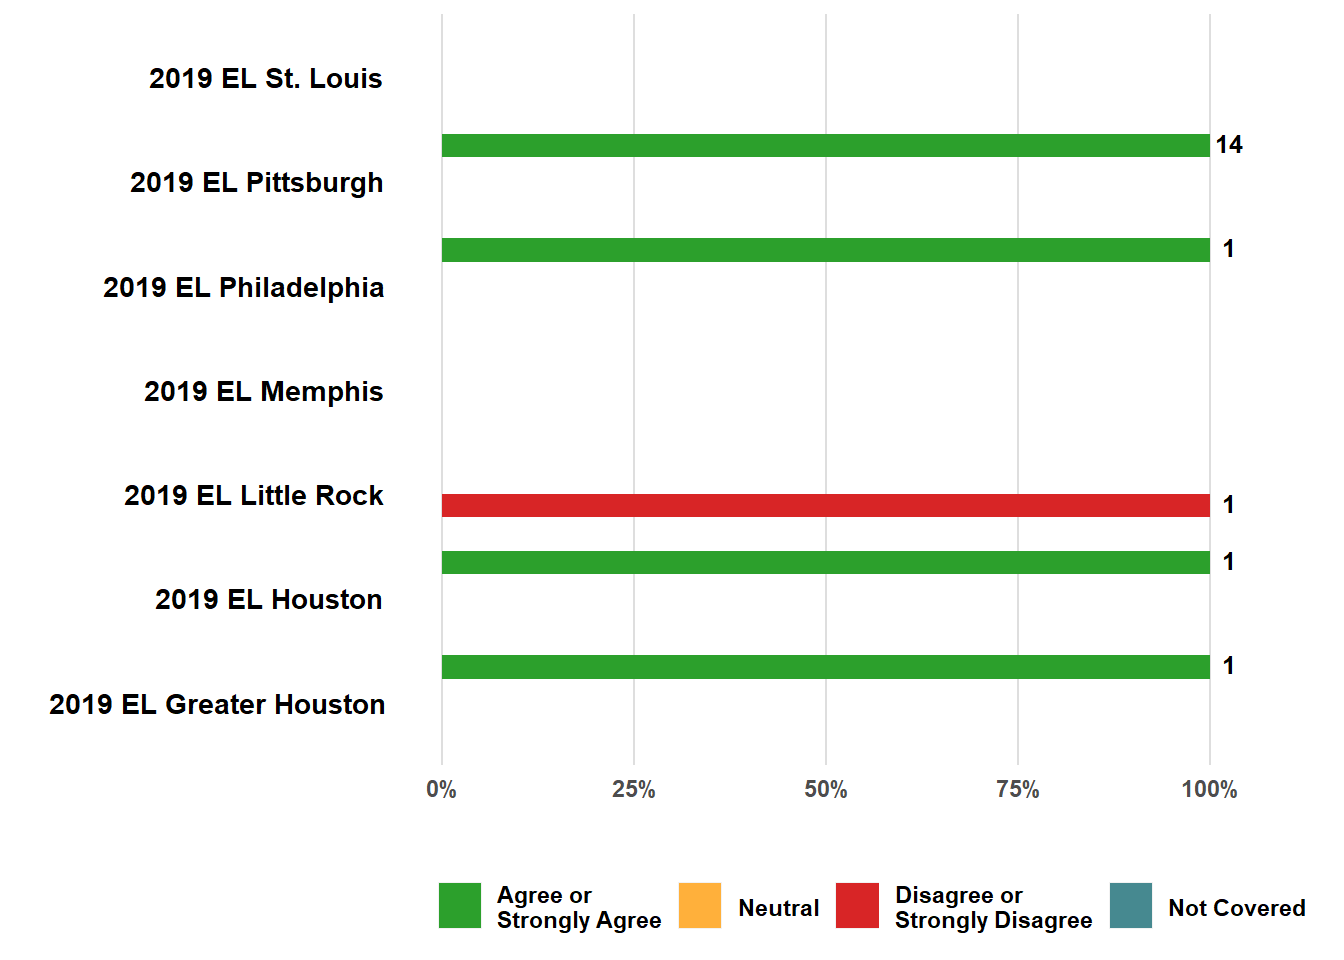 2019 EL St. Louis
14
2019 EL Pittsburgh
1
2019 EL Philadelphia
2019 EL Memphis
2019 EL Little Rock
1
1
2019 EL Houston
1
2019 EL Greater Houston
0% 25% 50% 75% 100%
Agree or
Strongly Agree
Neutral
Disagree or
Strongly Disagree
Not Covered